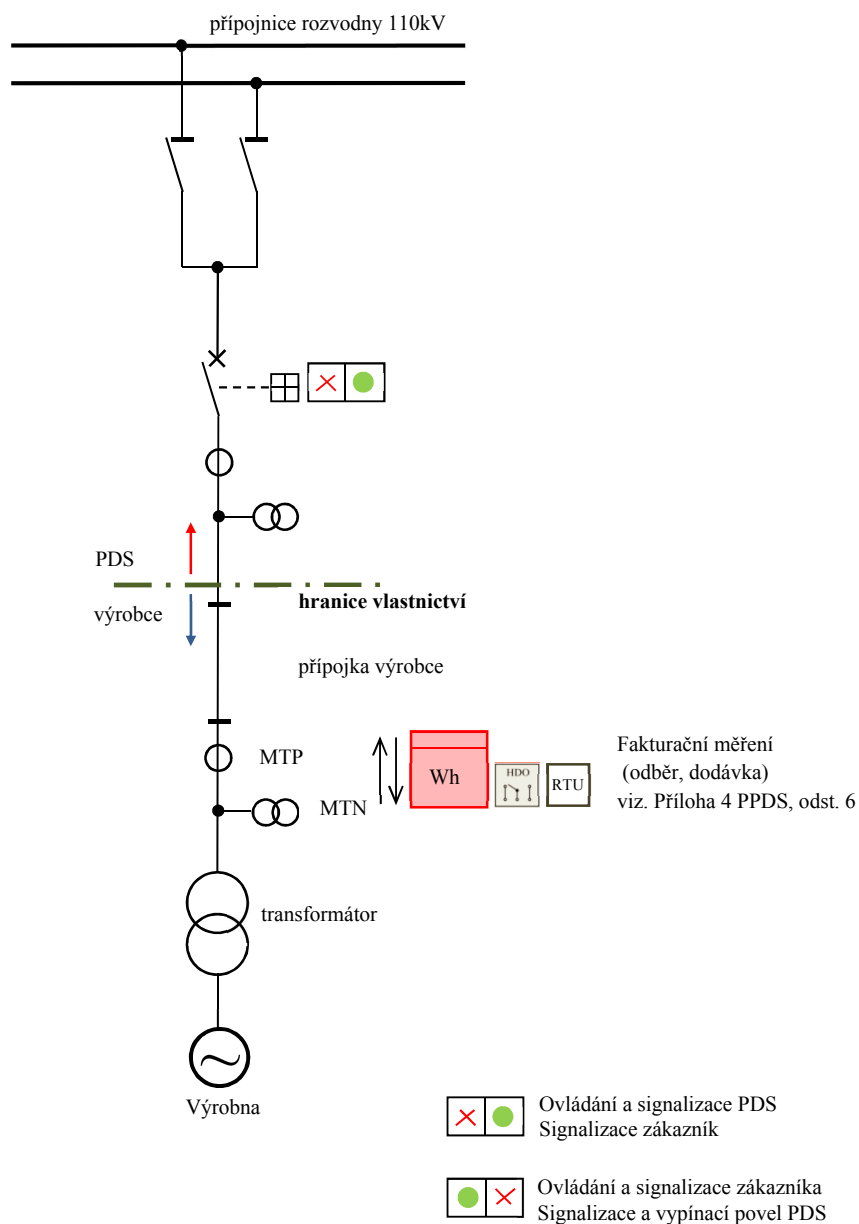 přípojnice rozvodny 110kV
PDS
výrobce
hranice vlastnictví
přípojka výrobce
MTP
MTN
Wh
HDO
RTU
Fakturační měření
(odběr, dodávka)
viz. Příloha 4 PPDS, odst. 6
transformátor
Výrobna
Ovládání a signalizace PDS
Signalizace zákazník
Ovládání a signalizace zákazníka
Signalizace a vypínací povel PDS